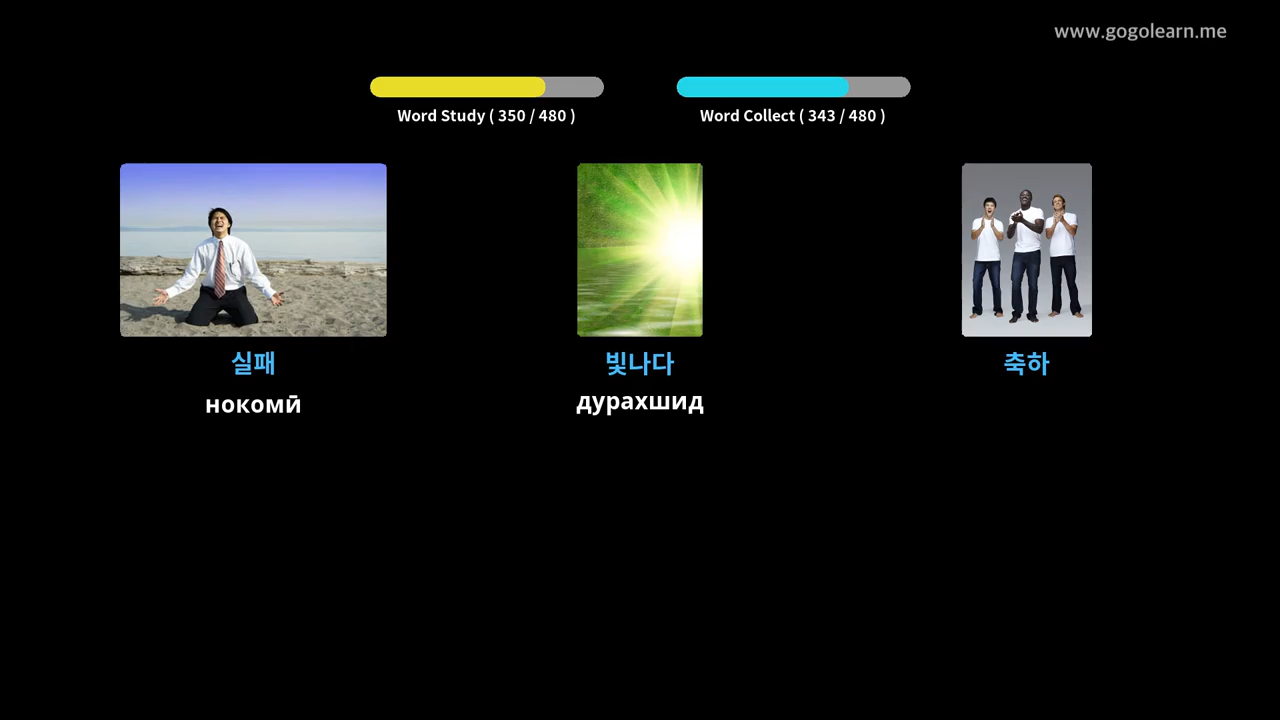 www.gogolearn.me
Word Study ( 350 / 480 )
Word Collect ( 343 / 480 )
실패
빛나다
축하
нокомӣ
дурахшид